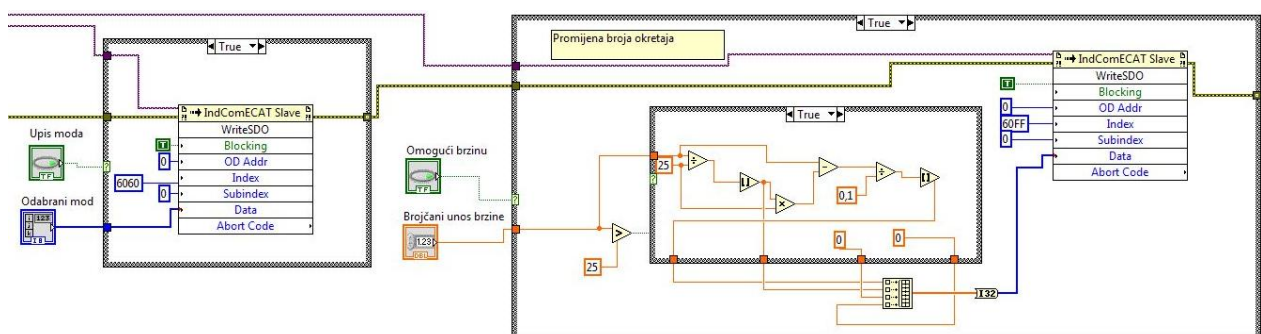 True
IndComECAT Slave
WriteSDO
Blocking
OD Addr
Index
Subindex
Data
Abort Code
Upis moda
TF
T
0
6060
0
Odabrani mod
123
True
Promijena broja okretaja
Omogući brzinu
TF
Brojčani unos brzine
1.23
DBL
>
25
True
25
÷
×
-
÷
0,1
0
0
I32
IndComECAT Slave
WriteSDO
Blocking
OD Addr
Index
Subindex
Data
Abort Code
T
0
60FF
0